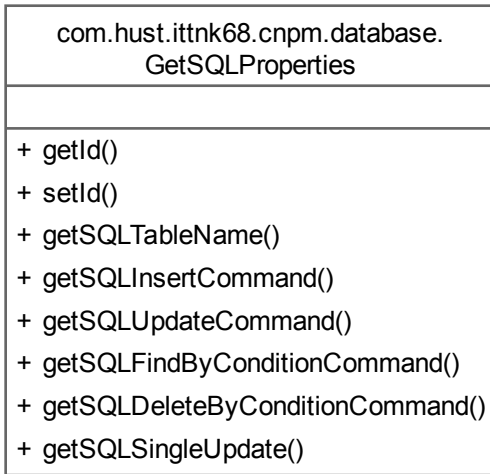 com.hust.ittnk68.cnpm.database.
GetSQLProperties
+ getId()
+ setId()
+ getSQLTableName()
+ getSQLInsertCommand()
+ getSQLUpdateCommand()
+ getSQLFindByConditionCommand()
+ getSQLDeleteByConditionCommand()
+ getSQLSingleUpdate()